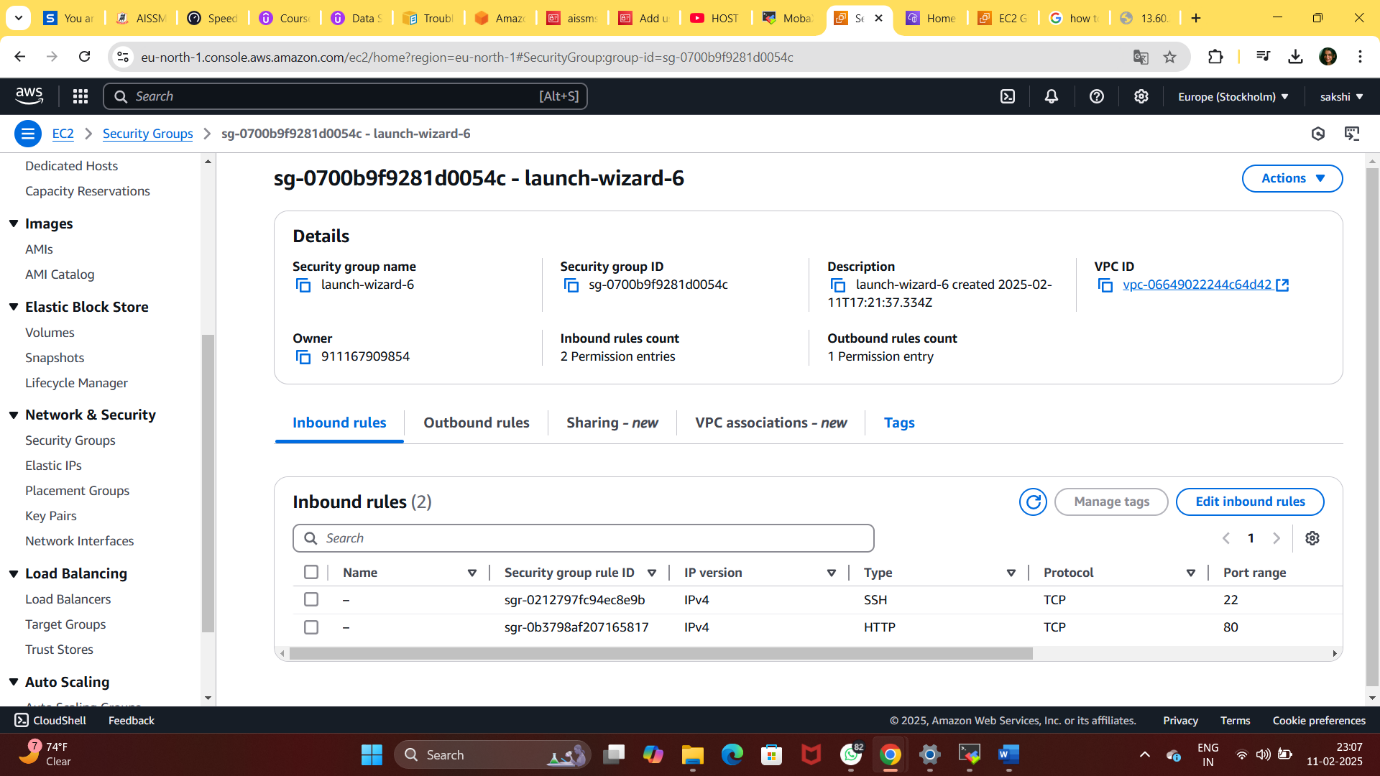 You ar
AISSM
Speed
Cours
Data S
Troubl
Amaz
aissms
Add u
HOST
Moba
Se
Home
EC2 G
how t
13.60.
eu-north-1.console.aws.amazon.com/ec2/home?region=eu-north-1#SecurityGroup:group-id=sg-0700b9f9281d0054c
aws
Search [Alt+S]
Europe (Stockholm)
sakshi
EC2 > Security Groups > sg-0700b9f9281d0054c - launch-wizard-6
Dedicated Hosts
Capacity Reservations
Images
AMIs
AMI Catalog
Elastic Block Store
Volumes
Snapshots
Lifecycle Manager
Network & Security
Security Groups
Elastic IPs
Placement Groups
Key Pairs
Network Interfaces
Load Balancing
Load Balancers
Target Groups
Trust Stores
Auto Scaling
Auto Scaling Groups
sg-0700b9f9281d0054c - launch-wizard-6
Actions
Details
Security group name
launch-wizard-6
Security group ID
sg-0700b9f9281d0054c
Description
launch-wizard-6 created 2025-02-
11T17:21:37.334Z
VPC ID
vpc-06649022244c64d42
Owner
911167909854
Inbound rules count
2 Permission entries
Outbound rules count
1 Permission entry
Inbound rules
Outbound rules
Sharing - new
VPC associations - new
Tags
Inbound rules (2)
Manage tags
Edit inbound rules
Search
1
Name Security group rule ID IP version Type Protocol Port range
– sgr-0212797fc94ec8e9b IPv4 SSH TCP 22
– sgr-0b3798af207165817 IPv4 HTTP TCP 80
CloudShell Feedback © 2025, Amazon Web Services, Inc. or its affiliates. Privacy Terms Cookie preferences
7
74°F
Clear
Search
82
ENG
IN
23:07
11-02-2025